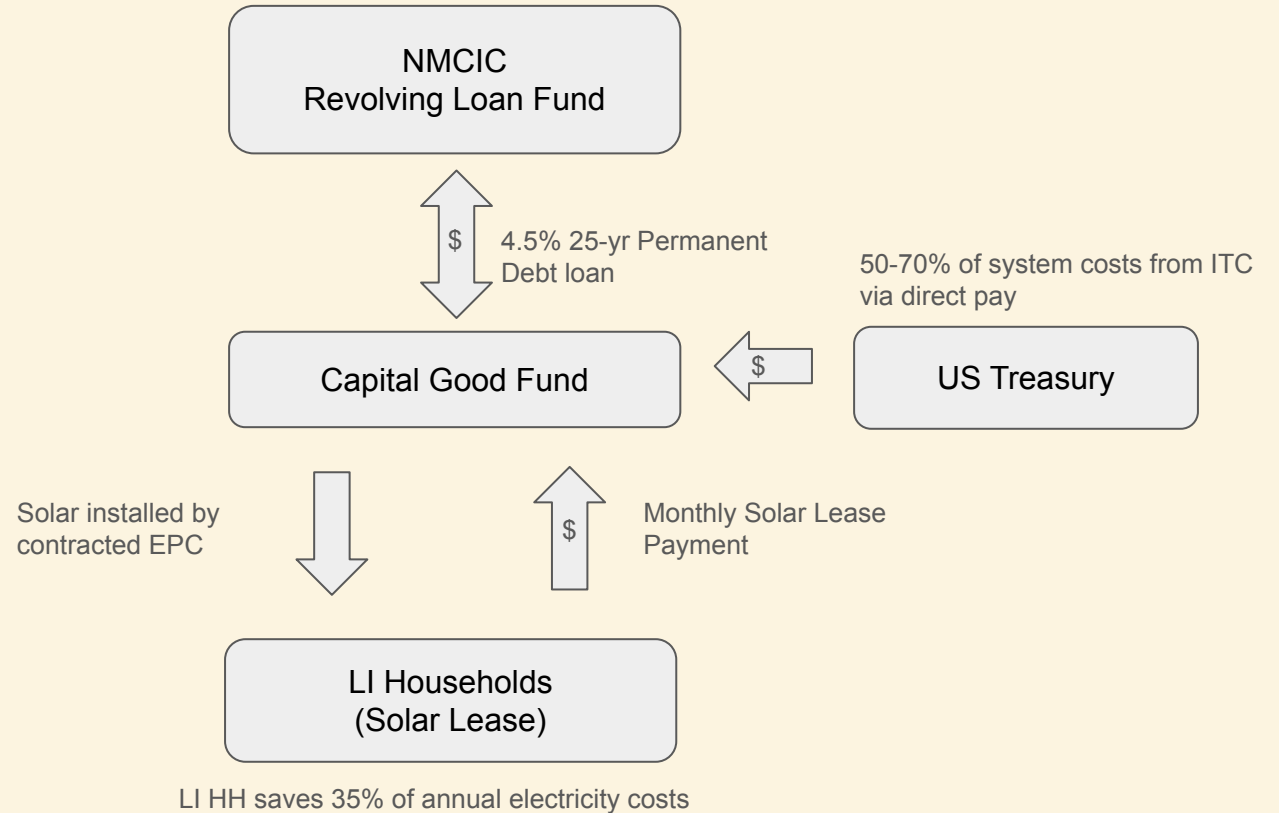 NMCIC
Revolving Loan Fund
$
4.5% 25-yr Permanent
Debt loan
50-70% of system costs from ITC
via direct pay
Capital Good Fund
$
US Treasury
Solar installed by
contracted EPC
$
Monthly Solar Lease
Payment
LI Households
(Solar Lease)
LI HH saves 35% of annual electricity costs